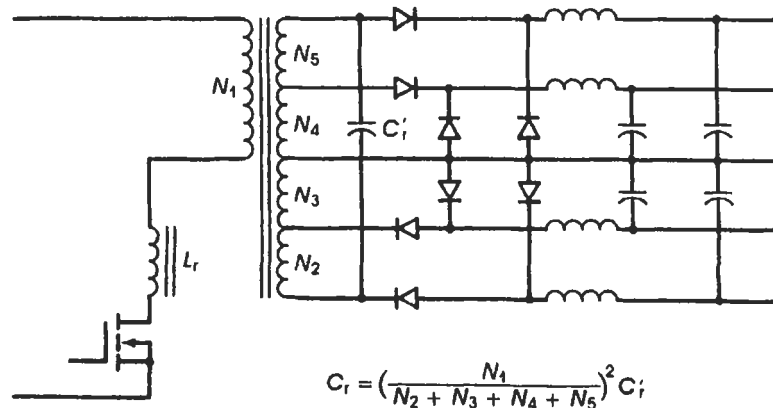 N₅
N₁
N₄
C′ᵣ
N₃
Lᵣ
N₂
Cᵣ = (N₁ / (N₂ + N₃ + N₄ + N₅))² C′ᵣ